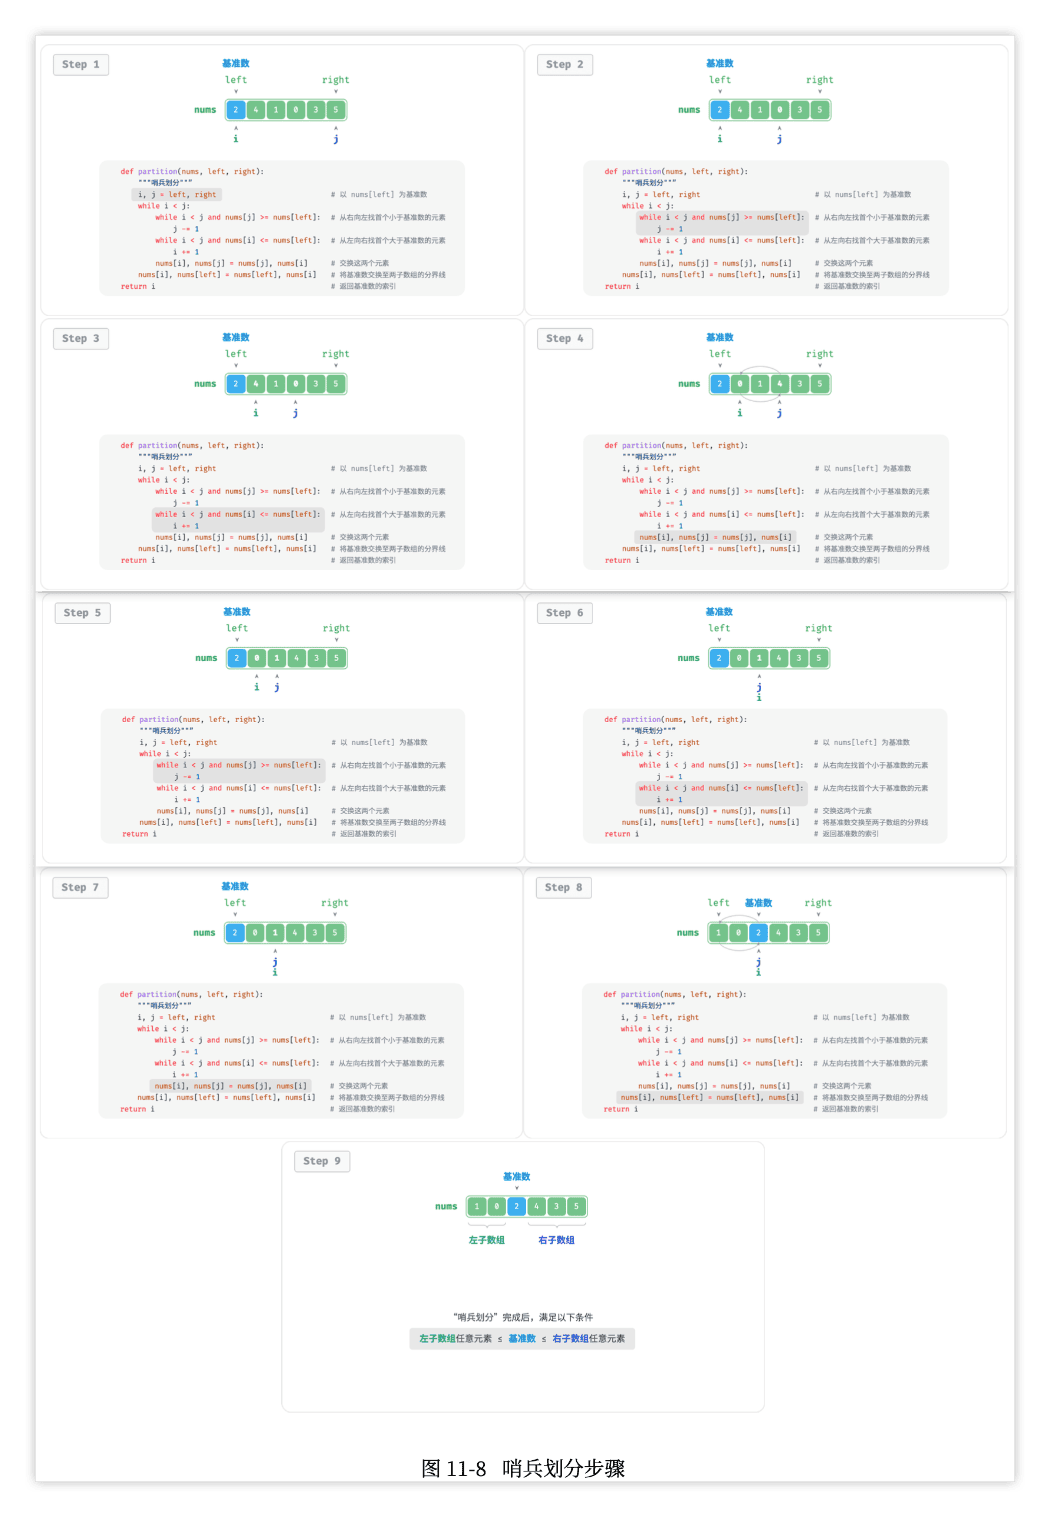 Step 1
基准数
left right
nums 2 4 1 0 3 5
i j
def partition(nums, left, right):
"""哨兵划分"""
i, j = left, right # 以 nums[left] 为基准数
while i < j:
while i < j and nums[j] >= nums[left]: # 从右向左找首个小于基准数的元素
j -= 1
while i < j and nums[i] <= nums[left]: # 从左向右找首个大于基准数的元素
i += 1
nums[i], nums[j] = nums[j], nums[i] # 交换这两个元素
nums[i], nums[left] = nums[left], nums[i] # 将基准数交换至两子数组的分界线
return i # 返回基准数的索引
Step 2
基准数
left right
nums 2 4 1 0 3 5
i j
def partition(nums, left, right):
"""哨兵划分"""
i, j = left, right # 以 nums[left] 为基准数
while i < j:
while i < j and nums[j] >= nums[left]: # 从右向左找首个小于基准数的元素
j -= 1
while i < j and nums[i] <= nums[left]: # 从左向右找首个大于基准数的元素
i += 1
nums[i], nums[j] = nums[j], nums[i] # 交换这两个元素
nums[i], nums[left] = nums[left], nums[i] # 将基准数交换至两子数组的分界线
return i # 返回基准数的索引
Step 3
基准数
left right
nums 2 4 1 0 3 5
i j
def partition(nums, left, right):
"""哨兵划分"""
i, j = left, right # 以 nums[left] 为基准数
while i < j:
while i < j and nums[j] >= nums[left]: # 从右向左找首个小于基准数的元素
j -= 1
while i < j and nums[i] <= nums[left]: # 从左向右找首个大于基准数的元素
i += 1
nums[i], nums[j] = nums[j], nums[i] # 交换这两个元素
nums[i], nums[left] = nums[left], nums[i] # 将基准数交换至两子数组的分界线
return i # 返回基准数的索引
Step 4
基准数
left right
nums 2 0 1 4 3 5
i j
def partition(nums, left, right):
"""哨兵划分"""
i, j = left, right # 以 nums[left] 为基准数
while i < j:
while i < j and nums[j] >= nums[left]: # 从右向左找首个小于基准数的元素
j -= 1
while i < j and nums[i] <= nums[left]: # 从左向右找首个大于基准数的元素
i += 1
nums[i], nums[j] = nums[j], nums[i] # 交换这两个元素
nums[i], nums[left] = nums[left], nums[i] # 将基准数交换至两子数组的分界线
return i # 返回基准数的索引
Step 5
基准数
left right
nums 2 0 1 4 3 5
i j
def partition(nums, left, right):
"""哨兵划分"""
i, j = left, right # 以 nums[left] 为基准数
while i < j:
while i < j and nums[j] >= nums[left]: # 从右向左找首个小于基准数的元素
j -= 1
while i < j and nums[i] <= nums[left]: # 从左向右找首个大于基准数的元素
i += 1
nums[i], nums[j] = nums[j], nums[i] # 交换这两个元素
nums[i], nums[left] = nums[left], nums[i] # 将基准数交换至两子数组的分界线
return i # 返回基准数的索引
Step 6
基准数
left right
nums 2 0 1 4 3 5
j
i
def partition(nums, left, right):
"""哨兵划分"""
i, j = left, right # 以 nums[left] 为基准数
while i < j:
while i < j and nums[j] >= nums[left]: # 从右向左找首个小于基准数的元素
j -= 1
while i < j and nums[i] <= nums[left]: # 从左向右找首个大于基准数的元素
i += 1
nums[i], nums[j] = nums[j], nums[i] # 交换这两个元素
nums[i], nums[left] = nums[left], nums[i] # 将基准数交换至两子数组的分界线
return i # 返回基准数的索引
Step 7
基准数
left right
nums 2 0 1 4 3 5
j
i
def partition(nums, left, right):
"""哨兵划分"""
i, j = left, right # 以 nums[left] 为基准数
while i < j:
while i < j and nums[j] >= nums[left]: # 从右向左找首个小于基准数的元素
j -= 1
while i < j and nums[i] <= nums[left]: # 从左向右找首个大于基准数的元素
i += 1
nums[i], nums[j] = nums[j], nums[i] # 交换这两个元素
nums[i], nums[left] = nums[left], nums[i] # 将基准数交换至两子数组的分界线
return i # 返回基准数的索引
Step 8
left 基准数 right
nums 1 0 2 4 3 5
j
i
def partition(nums, left, right):
"""哨兵划分"""
i, j = left, right # 以 nums[left] 为基准数
while i < j:
while i < j and nums[j] >= nums[left]: # 从右向左找首个小于基准数的元素
j -= 1
while i < j and nums[i] <= nums[left]: # 从左向右找首个大于基准数的元素
i += 1
nums[i], nums[j] = nums[j], nums[i] # 交换这两个元素
nums[i], nums[left] = nums[left], nums[i] # 将基准数交换至两子数组的分界线
return i # 返回基准数的索引
Step 9
基准数
nums 1 0 2 4 3 5
左子数组 右子数组
“哨兵划分”完成后，满足以下条件
左子数组任意元素 ≤ 基准数 ≤ 右子数组任意元素
图 11-8 哨兵划分步骤